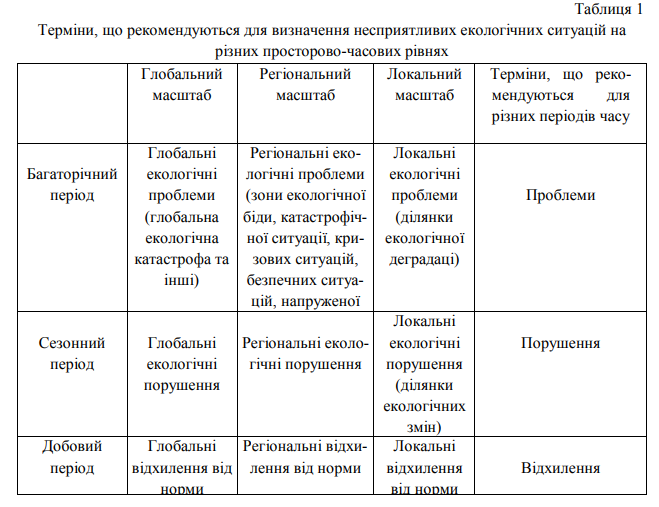 Таблиця 1
Терміни, що рекомендуються для визначення несприятливих екологічних ситуацій на
різних просторово-часових рівнях
Глобальний
масштаб
Регіональний
масштаб
Локальний
масштаб
Терміни, що реко-
мендуються для
різних періодів часу
Багаторічний
період
Глобальні
екологічні
проблеми
(глобальна
екологічна
катастрофа та
інші)
Регіональні еко-
логічні проблеми
(зони екологічної
біди, катастрофіч-
ної ситуації, кри-
зових ситуацій,
безпечних ситуа-
цій, напруженої
Локальні
екологічні
проблеми
(ділянки
екологічної
деградаці)
Проблеми
Сезонний
період
Глобальні
екологічні
порушення
Регіональні еколо-
гічні порушення
Локальні
екологічні
порушення
(ділянки
екологічних
змін)
Порушення
Добовий
період
Глобальні
відхилення від
норми
Регіональні відхи-
лення від норми
Локальні
відхилення
від норми
Відхилення